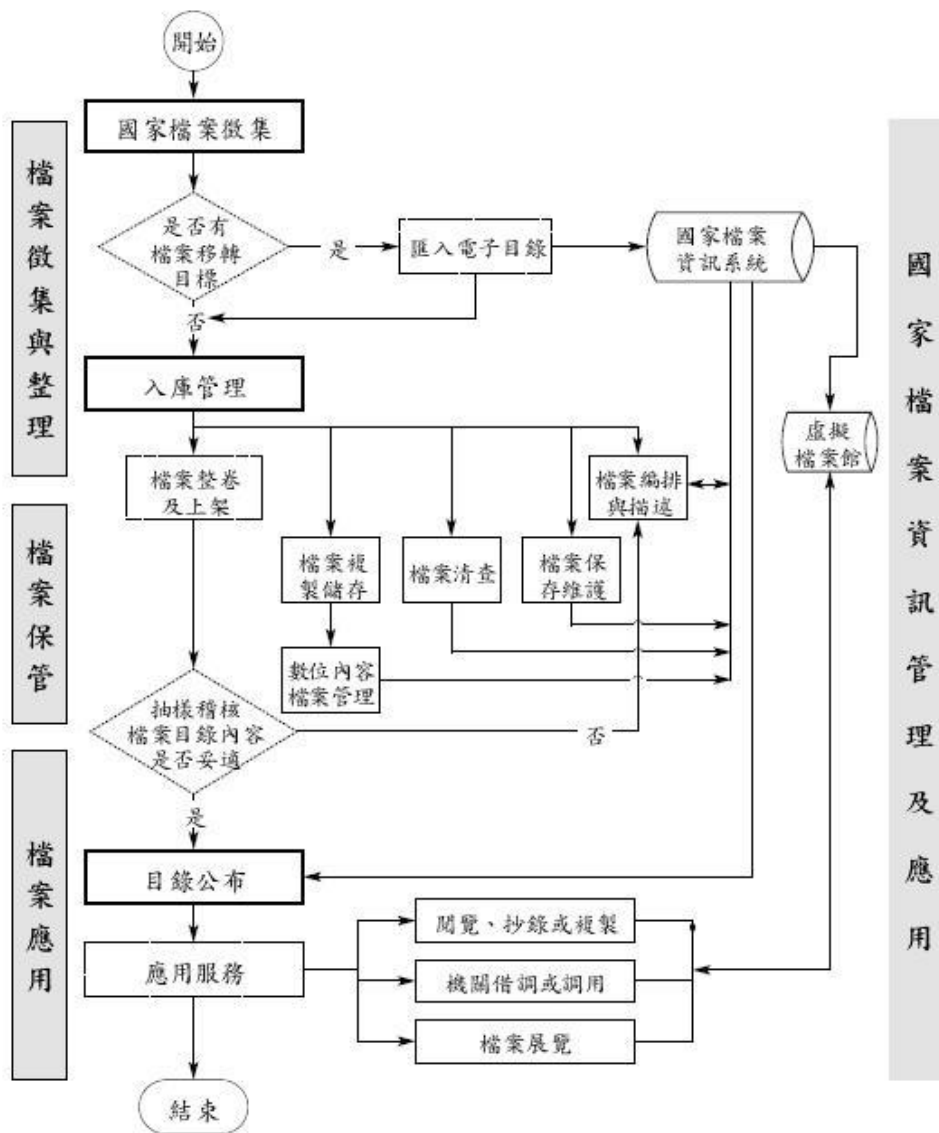 開始
國家檔案徵集
是否有
檔案移轉
目標
是
匯入電子目錄
國家檔案
資訊系統
否
入庫管理
虛擬
檔案館
檔案整卷
及上架
檔案編排
與描述
檔案複
製儲存
檔案清查
檔案保
存維護
數位內容
檔案管理
抽樣稽核
檔案目錄內容
是否妥適
否
是
目錄公布
應用服務
閱覽、抄錄或複製
機關借調或調用
檔案展覽
結束
檔案徵集與整理
檔案保管
檔案應用
國家檔案資訊管理及應用